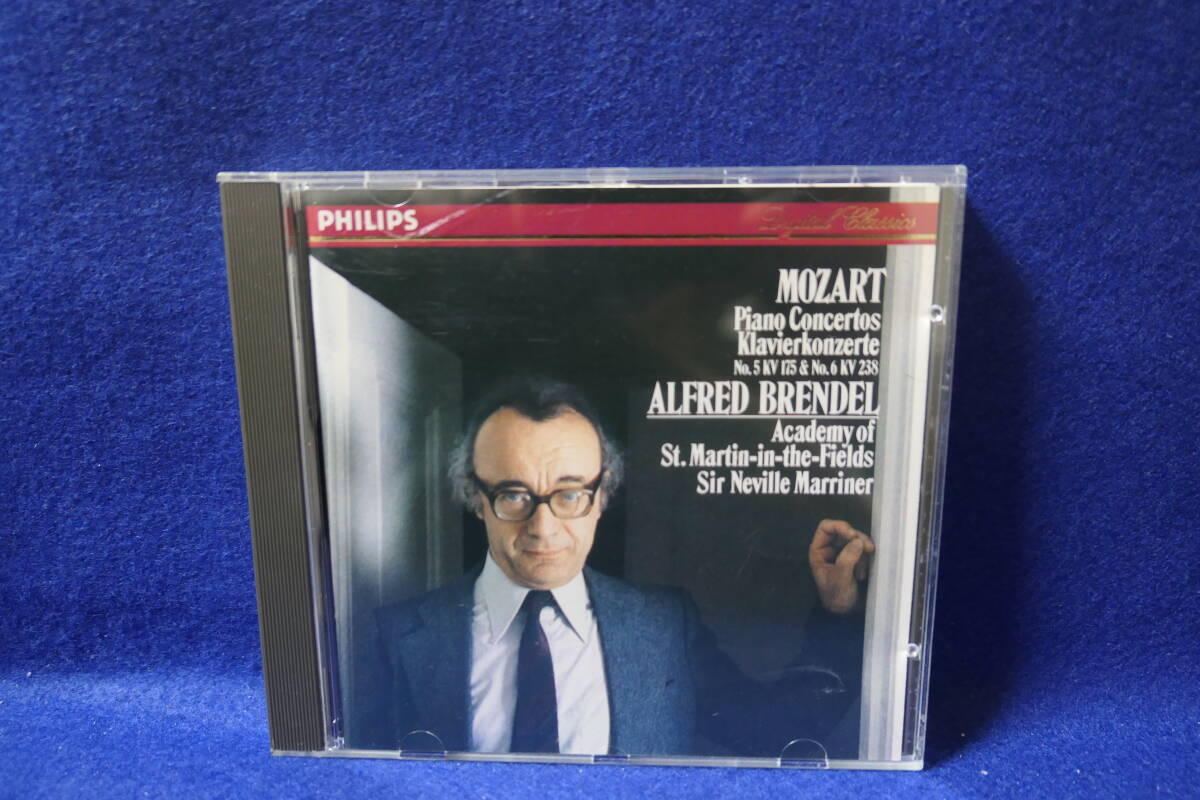 PHILIPS
Digital Classics
MOZART
Piano Concertos
Klavierkonzerte
No. 5 KV 175 & No. 6 KV 238
ALFRED BRENDEL
Academy of
St. Martin-in-the-Fields
Sir Neville Marriner